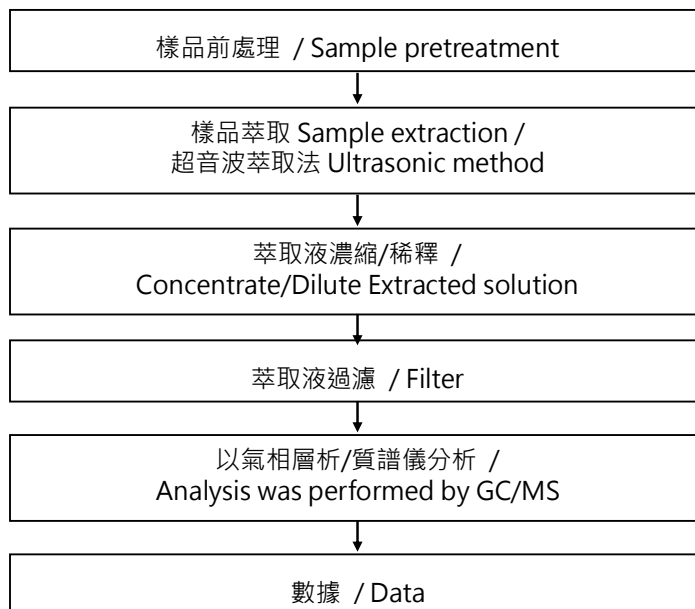 樣品前處理 / Sample pretreatment
樣品萃取 Sample extraction /
超音波萃取法 Ultrasonic method
萃取液濃縮/稀釋 /
Concentrate/Dilute Extracted solution
萃取液過濾 / Filter
以氣相層析/質譜儀分析 /
Analysis was performed by GC/MS
數據 / Data